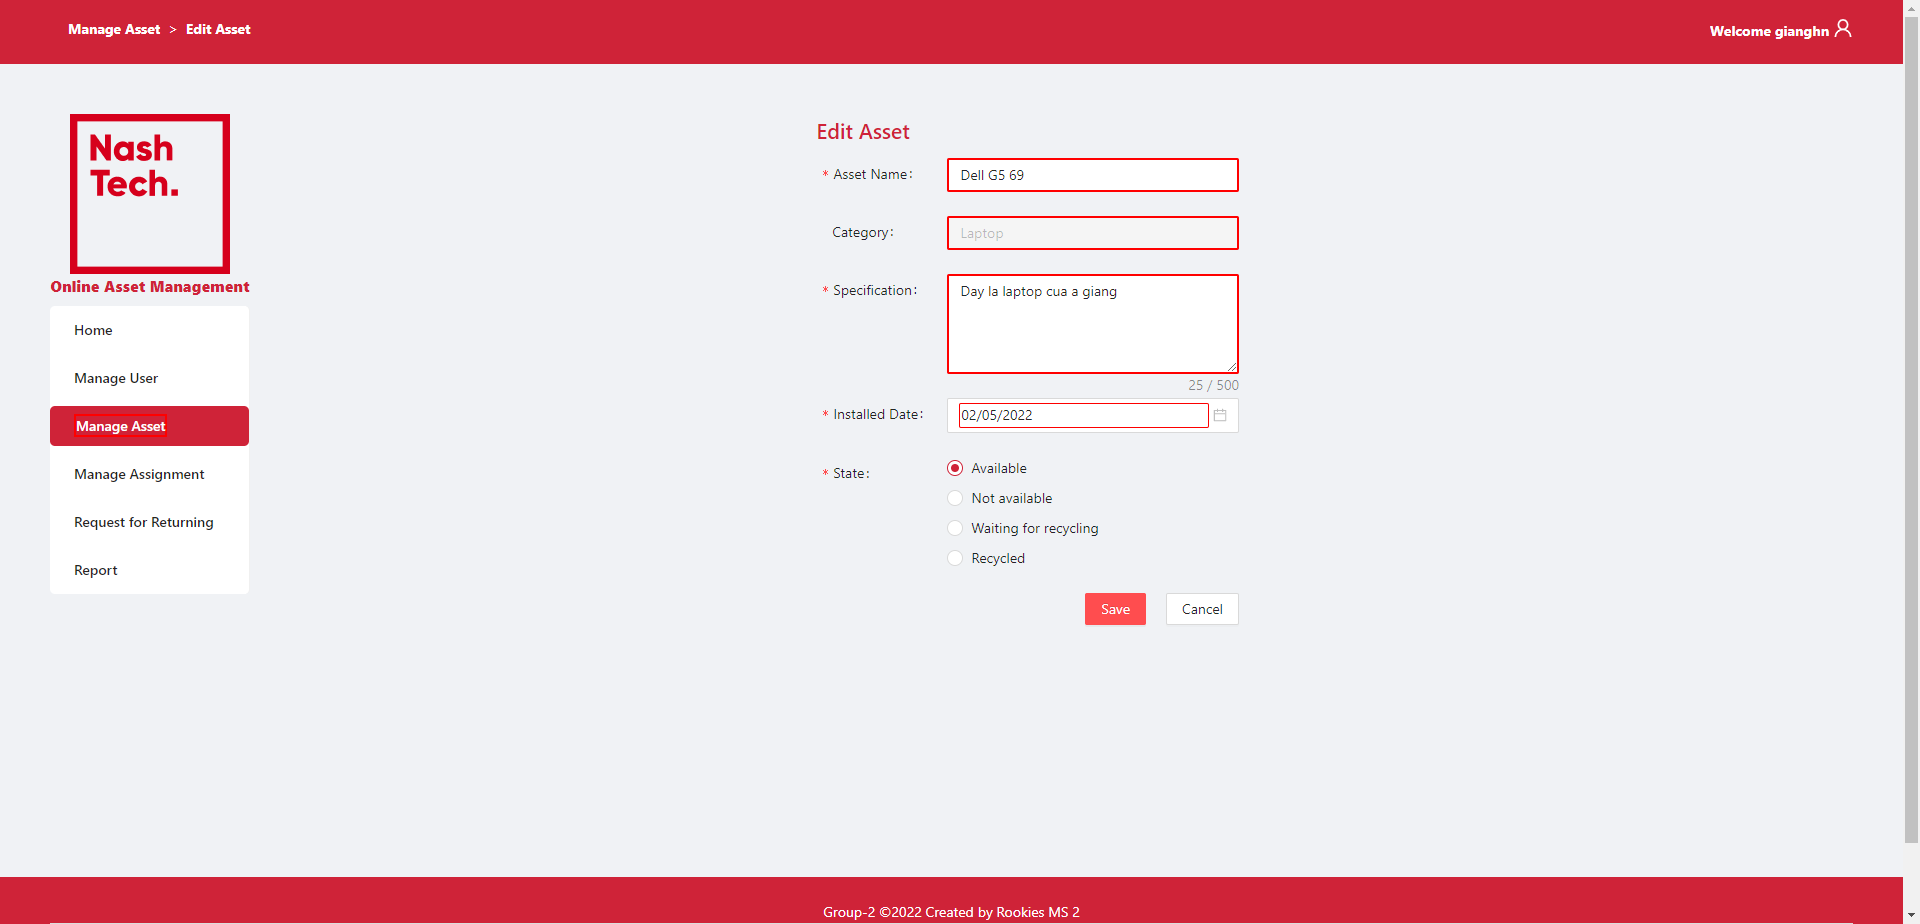 Manage Asset > Edit Asset
Welcome gianghn
Nash
Tech.
Online Asset Management
Home
Manage User
Manage Asset
Manage Assignment
Request for Returning
Report
Edit Asset
* Asset Name: Dell G5 69
Category: Laptop
* Specification: Day la laptop cua a giang
25 / 500
* Installed Date: 02/05/2022
* State: Available
Not available
Waiting for recycling
Recycled
Save Cancel
Group-2 ©2022 Created by Rookies MS 2